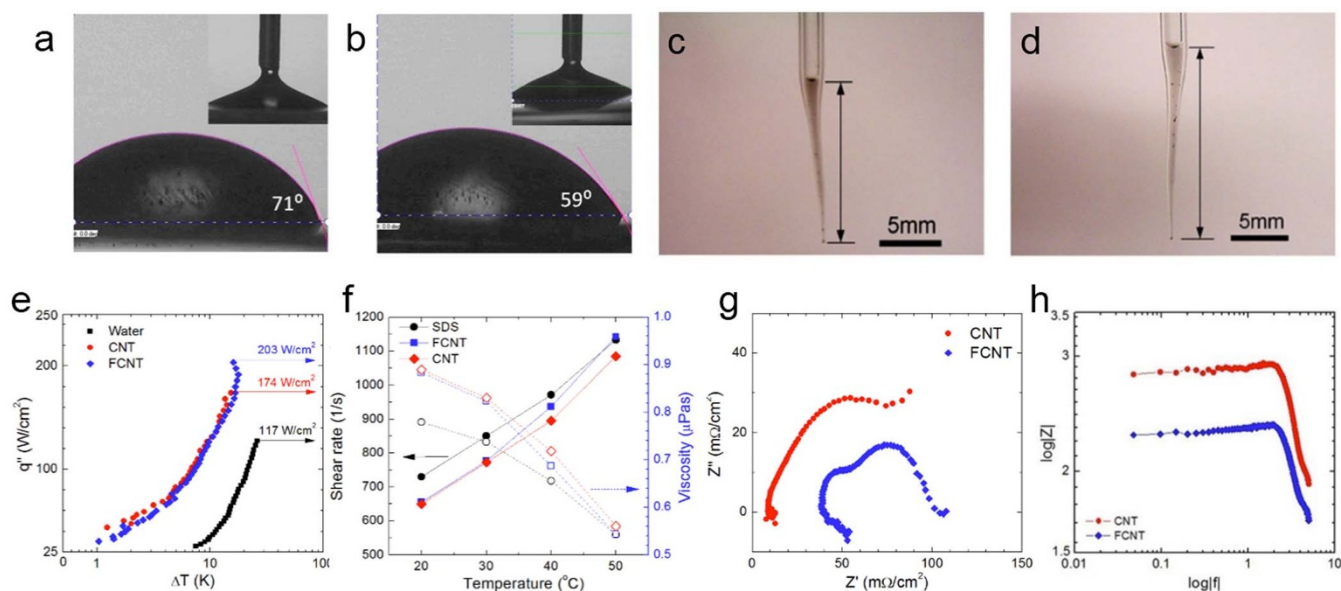 a
71⁰
b
59⁰
c
5mm
d
5mm
e
250
200
100
25
q'' (W/cm²)
Water
CNT
FCNT
203 W/cm²
174 W/cm²
117 W/cm²
1
10
100
ΔT (K)
f
1200
1100
1000
900
800
700
600
500
Shear rate (1/s)
SDS
FCNT
CNT
1.0
0.9
0.8
0.7
0.6
0.5
Viscosity (μPas)
20
30
40
50
Temperature (°C)
g
40
20
0
Z'' (mΩ/cm²)
CNT
FCNT
0
50
100
150
Z' (mΩ/cm²)
h
3.5
3
2
1.5
log|Z|
CNT
FCNT
0.01
0.1
1
10
log|f|